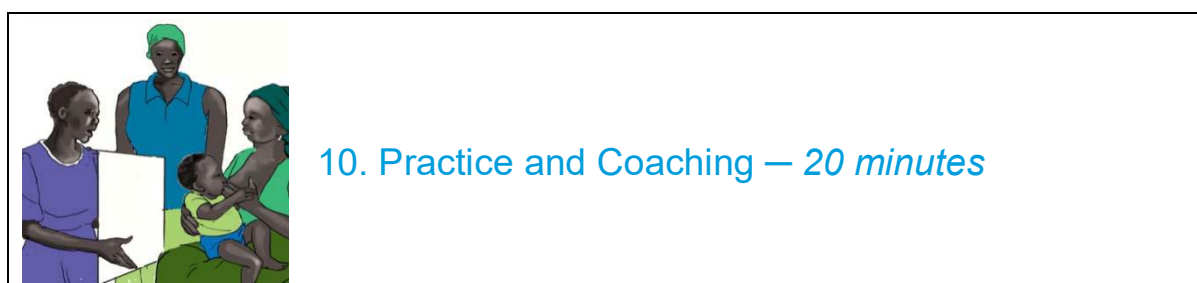 10. Practice and Coaching ─ 20 minutes